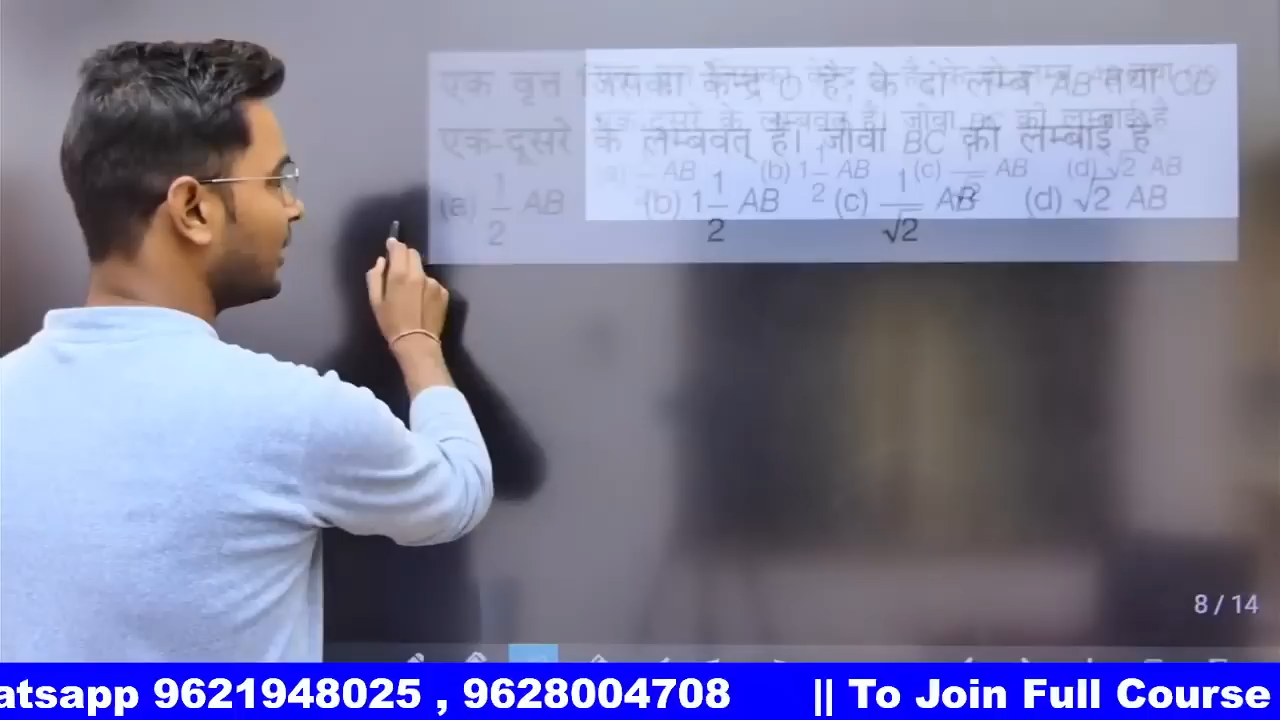 एक वृत्त जिसका केन्द्र O है, के दो लम्ब AB तथा CD
एक-दूसरे के लम्बवत् हैं। जीवा BC की लम्बाई है
(a) 1/2 AB (b) 1 1/2 AB (c) 1/√2 AB (d) √2 AB
8 / 14
atsapp 9621948025 , 9628004708 || To Join Full Course